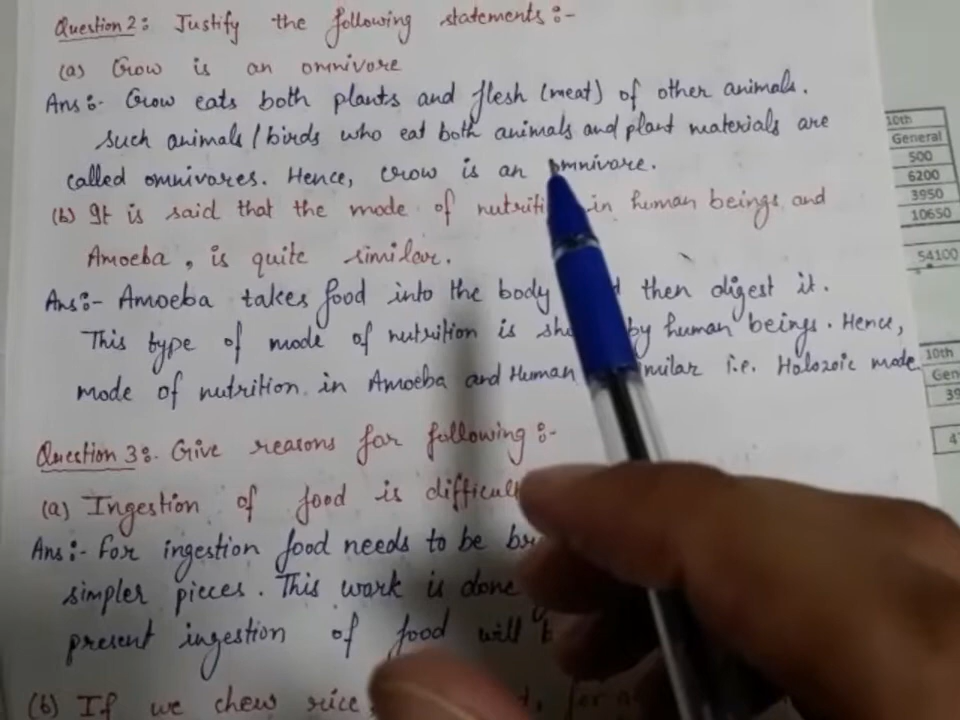 Question 2: Justify the following statements :-
(a) Crow is an omnivore
Ans :- Crow eats both plants and flesh (meat) of other animals.
such animals / birds who eat both animals and plant materials are
called omnivores. Hence, crow is an omnivore.
(b) It is said that the mode of nutriti in human beings and
Amoeba , is quite similar.
Ans :- Amoeba takes food into the body then digest it.
This type of mode of nutrition is sh by human beings. Hence,
mode of nutrition in Amoeba and Human milar i.e. Holozoic mode
Question 3:- Give reasons for following :-
(a) Ingestion of food is difficul
Ans :- For ingestion food needs to be br
simpler pieces. This work is done
present ingestion of food will b
(b) If we chew rice
10th
General
500
6200
3950
10650
54100
10th
Gen
39
4